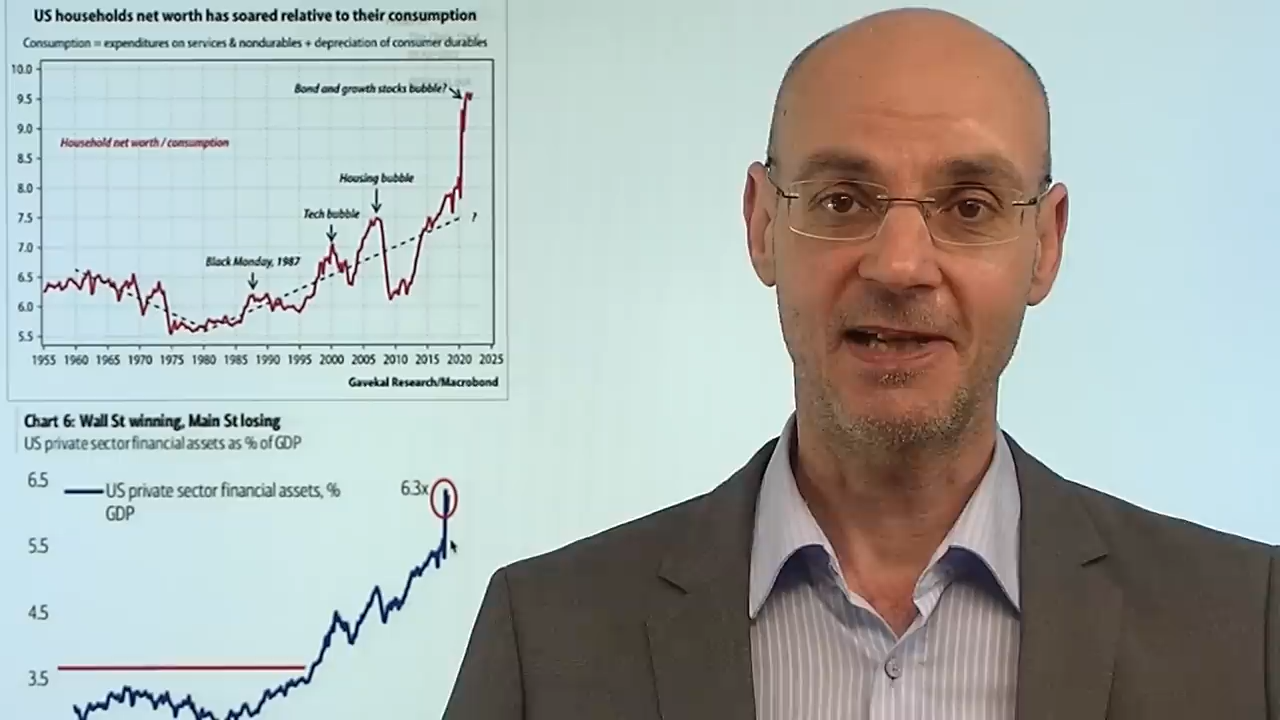 US households net worth has soared relative to their consumption
Consumption = expenditures on services & nondurables + depreciation of consumer durables
10.0
Bond and growth stocks bubble?
9.5
9.0
Household net worth / consumption
8.5
Housing bubble
8.0
Tech bubble
7.5
?
7.0
Black Monday, 1987
6.5
6.0
5.5
1955 1960 1965 1970 1975 1980 1985 1990 1995 2000 2005 2010 2015 2020 2025
Gavekal Research/Macrobond
Chart 6: Wall St winning, Main St losing
US private sector financial assets as % of GDP
6.5
US private sector financial assets, %
GDP
6.3x
5.5
4.5
3.5